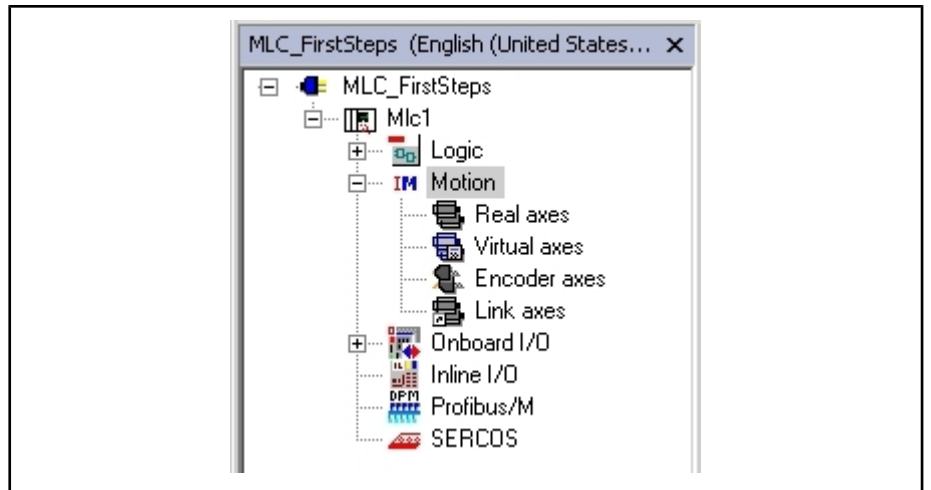 MLC_FirstSteps (English (United States...
MLC_FirstSteps
Mlc1
Logic
IM Motion
Real axes
Virtual axes
Encoder axes
Link axes
Onboard I/O
Inline I/O
DPM
Profibus/M
SERCOS